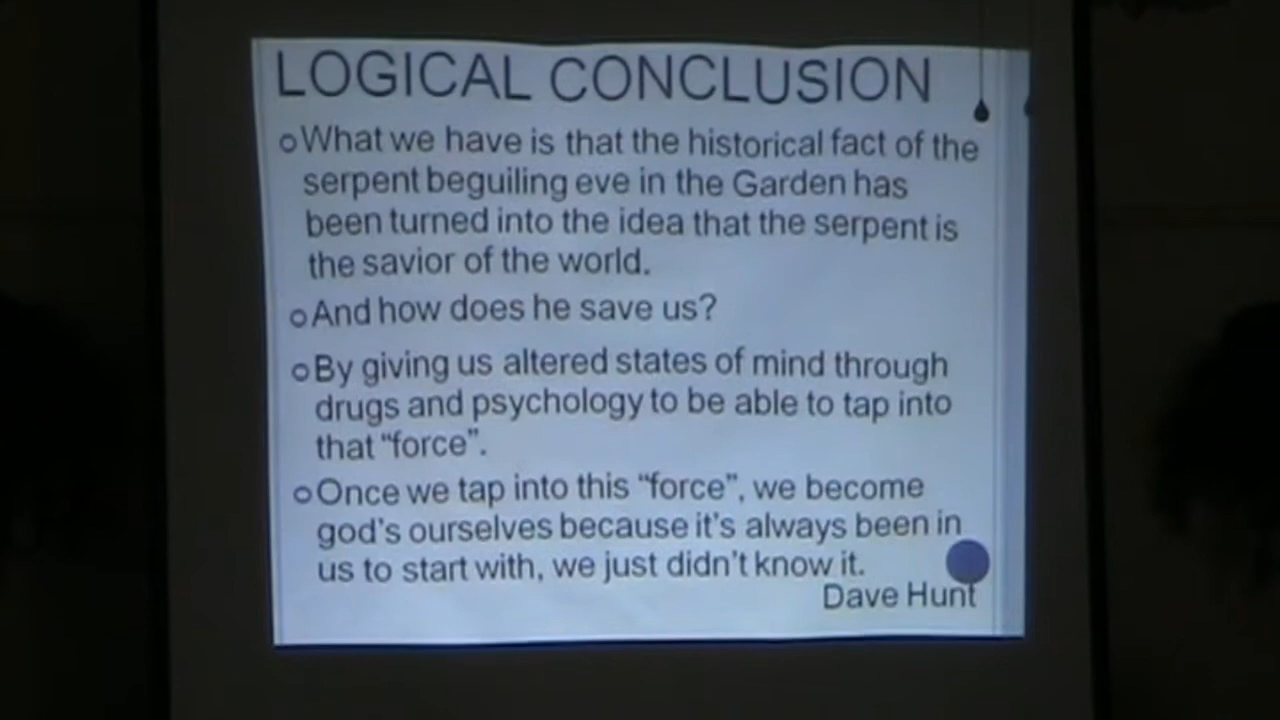 LOGICAL CONCLUSION
What we have is that the historical fact of the
serpent beguiling eve in the Garden has
been turned into the idea that the serpent is
the savior of the world.
And how does he save us?
By giving us altered states of mind through
drugs and psychology to be able to tap into
that “force”.
Once we tap into this “force”, we become
god's ourselves because it's always been in
us to start with, we just didn't know it.
Dave Hunt